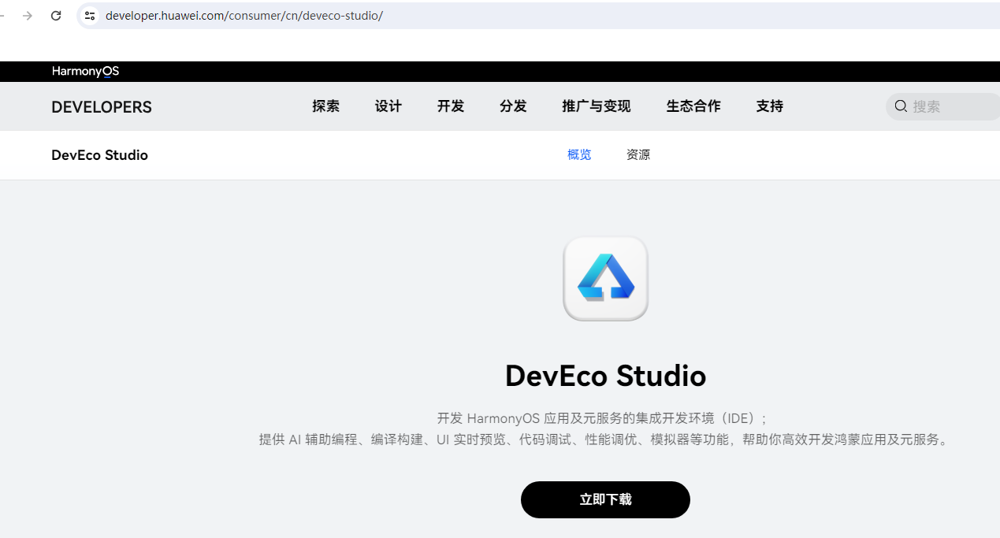 developer.huawei.com/consumer/cn/deveco-studio/
HarmonyOS
DEVELOPERS 探索 设计 开发 分发 推广与变现 生态合作 支持 搜索
DevEco Studio 概览 资源
DevEco Studio
开发 HarmonyOS 应用及元服务的集成开发环境（IDE）；
提供 AI 辅助编程、编译构建、UI 实时预览、代码调试、性能调优、模拟器等功能，帮助你高效开发鸿蒙应用及元服务。
立即下载